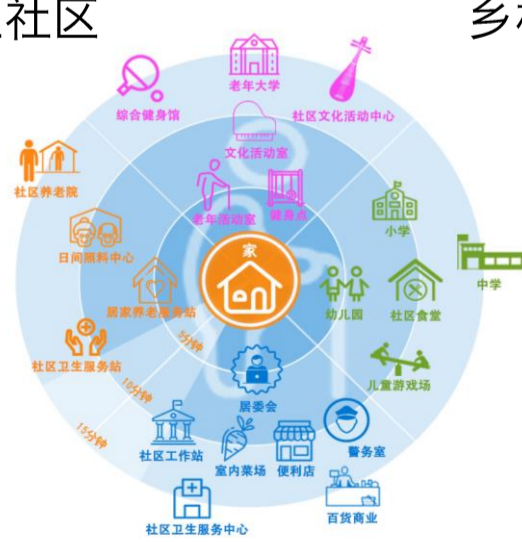 社区
乡村
老年大学
综合健身馆
社区文化活动中心
文化活动室
社区养老院
老年活动室
健身点
小学
日间照料中心
家
中学
居家养老服务站
幼儿园
社区食堂
5分钟
社区卫生服务站
10分钟
儿童游戏场
居委会
15分钟
社区工作站
室内菜场
便利店
警务室
百货商业
社区卫生服务中心